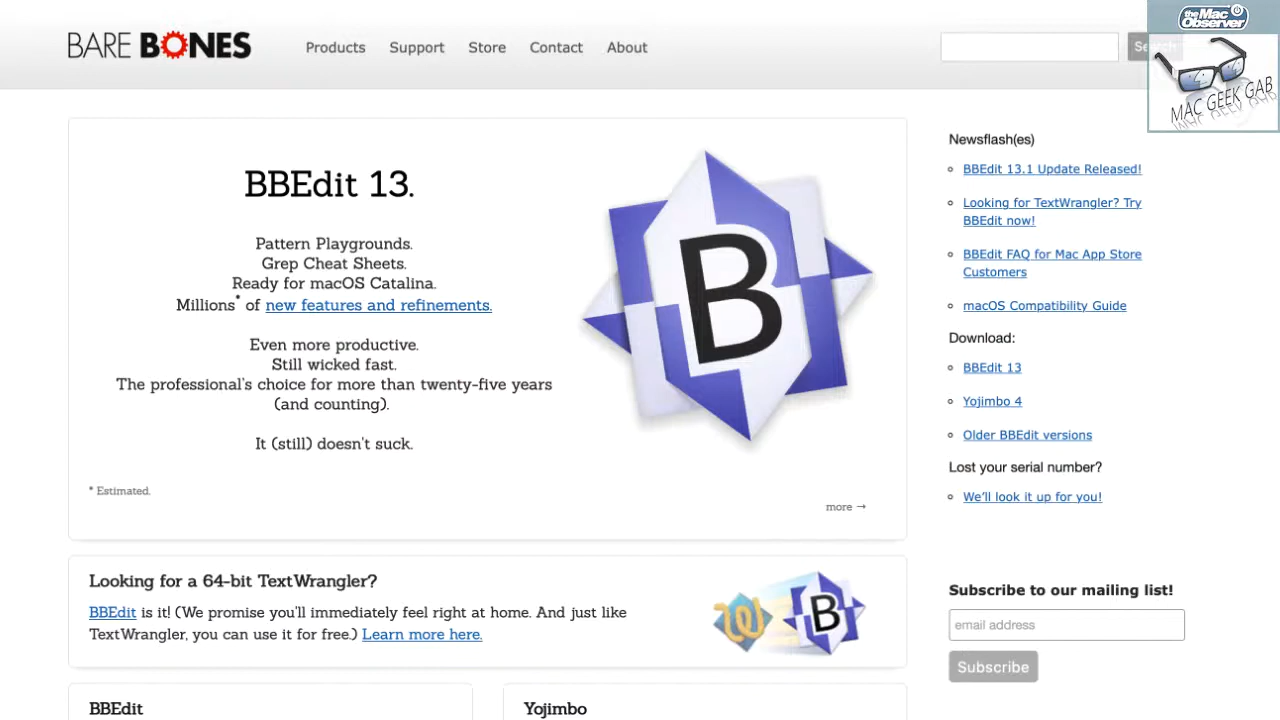 BARE BONES
Products
Support
Store
Contact
About
Search
the Mac
Observer
MAC GEEK GAB
BBEdit 13.
Pattern Playgrounds.
Grep Cheat Sheets.
Ready for macOS Catalina.
Millions* of new features and refinements.
Even more productive.
Still wicked fast.
The professional's choice for more than twenty-five years
(and counting).
It (still) doesn't suck.
* Estimated.
more →
B
Newsflash(es)
BBEdit 13.1 Update Released!
Looking for TextWrangler? Try
BBEdit now!
BBEdit FAQ for Mac App Store
Customers
macOS Compatibility Guide
Download:
BBEdit 13
Yojimbo 4
Older BBEdit versions
Lost your serial number?
We'll look it up for you!
Looking for a 64-bit TextWrangler?
BBEdit is it! (We promise you'll immediately feel right at home. And just like
TextWrangler, you can use it for free.) Learn more here.
W
B
Subscribe to our mailing list!
email address
Subscribe
BBEdit
Yojimbo